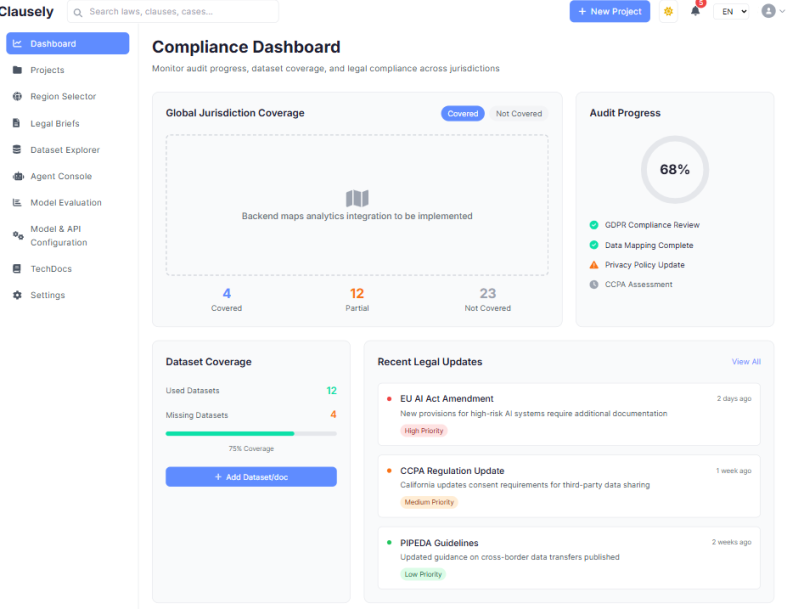 Clausely
Search laws, clauses, cases...
+ New Project
5
EN
Dashboard
Projects
Region Selector
Legal Briefs
Dataset Explorer
Agent Console
Model Evaluation
Model & API
Configuration
TechDocs
Settings
Compliance Dashboard
Monitor audit progress, dataset coverage, and legal compliance across jurisdictions
Global Jurisdiction Coverage
Covered
Not Covered
Backend maps analytics integration to be implemented
4
Covered
12
Partial
23
Not Covered
Audit Progress
68%
GDPR Compliance Review
Data Mapping Complete
Privacy Policy Update
CCPA Assessment
Dataset Coverage
Used Datasets 12
Missing Datasets 4
75% Coverage
+ Add Dataset/doc
Recent Legal Updates
View All
EU AI Act Amendment 2 days ago
New provisions for high-risk AI systems require additional documentation
High Priority
CCPA Regulation Update 1 week ago
California updates consent requirements for third-party data sharing
Medium Priority
PIPEDA Guidelines 2 weeks ago
Updated guidance on cross-border data transfers published
Low Priority